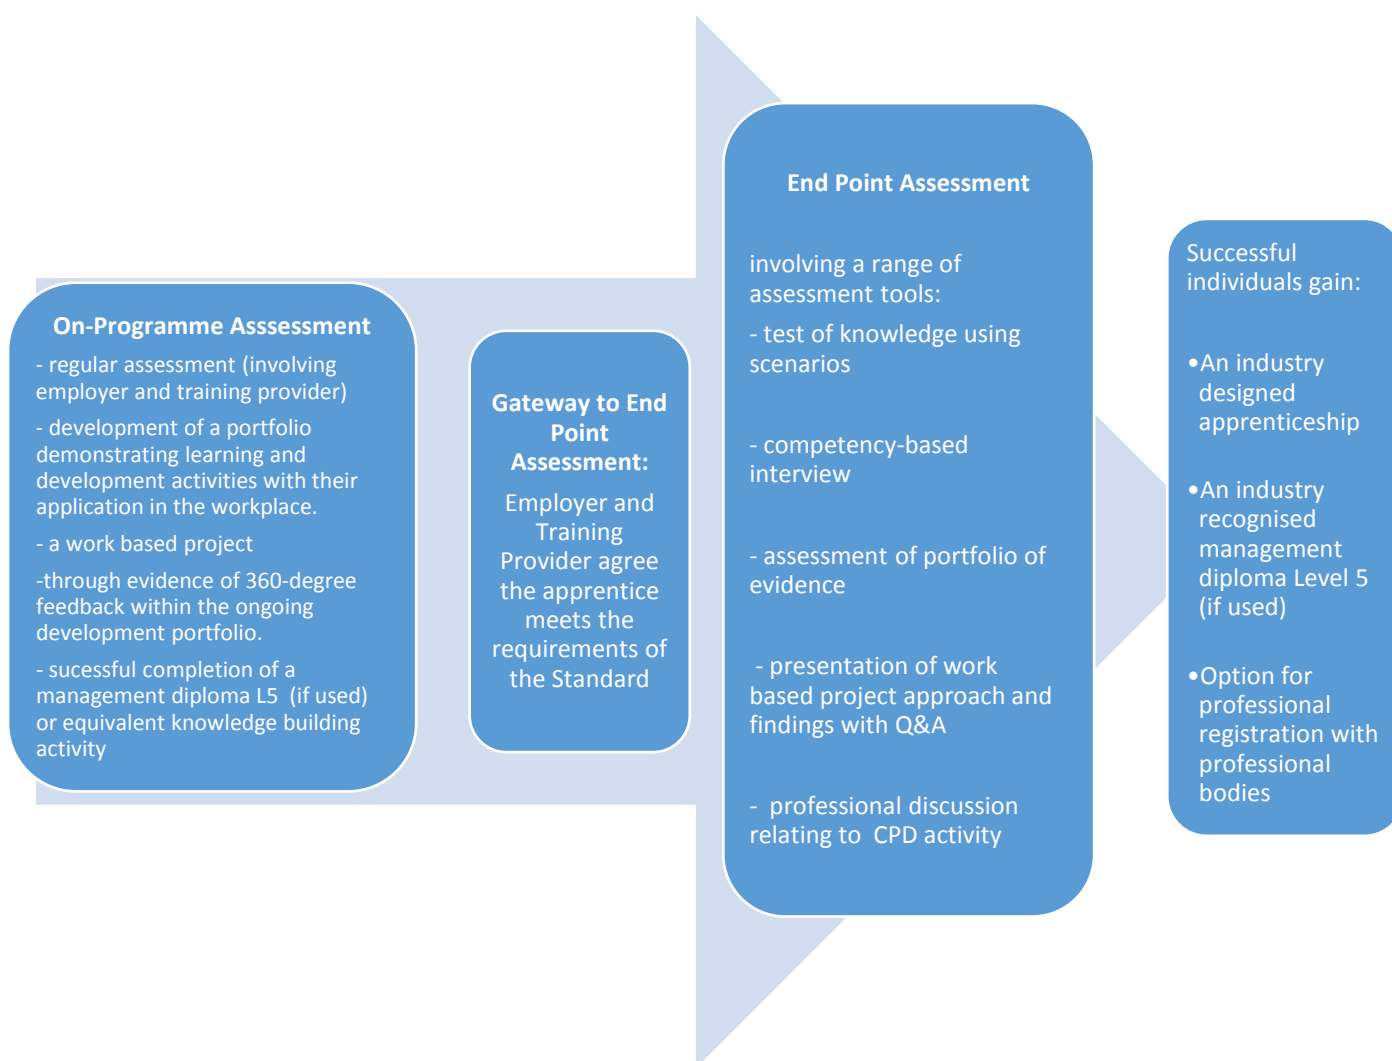 On-Programme Asssessment
- regular assessment (involving
employer and training provider)
- development of a portfolio
demonstrating learning and
development activities with their
application in the workplace.
- a work based project
-through evidence of 360-degree
feedback within the ongoing
development portfolio.
- sucessful completion of a
management diploma L5  (if used)
or equivalent knowledge building
activity
Gateway to End
Point
Assessment:
Employer and
Training
Provider agree
the apprentice
meets the
requirements of
the Standard
End Point Assessment
involving a range of
assessment tools:
- test of knowledge using
scenarios
- competency-based
interview
- assessment of portfolio of
evidence
- presentation of work
based project approach and
findings with Q&A
-  professional discussion
relating to  CPD activity
Successful
individuals gain:
•An industry
designed
apprenticeship
•An industry
recognised
management
diploma Level 5
(if used)
•Option for
professional
registration with
professional
bodies